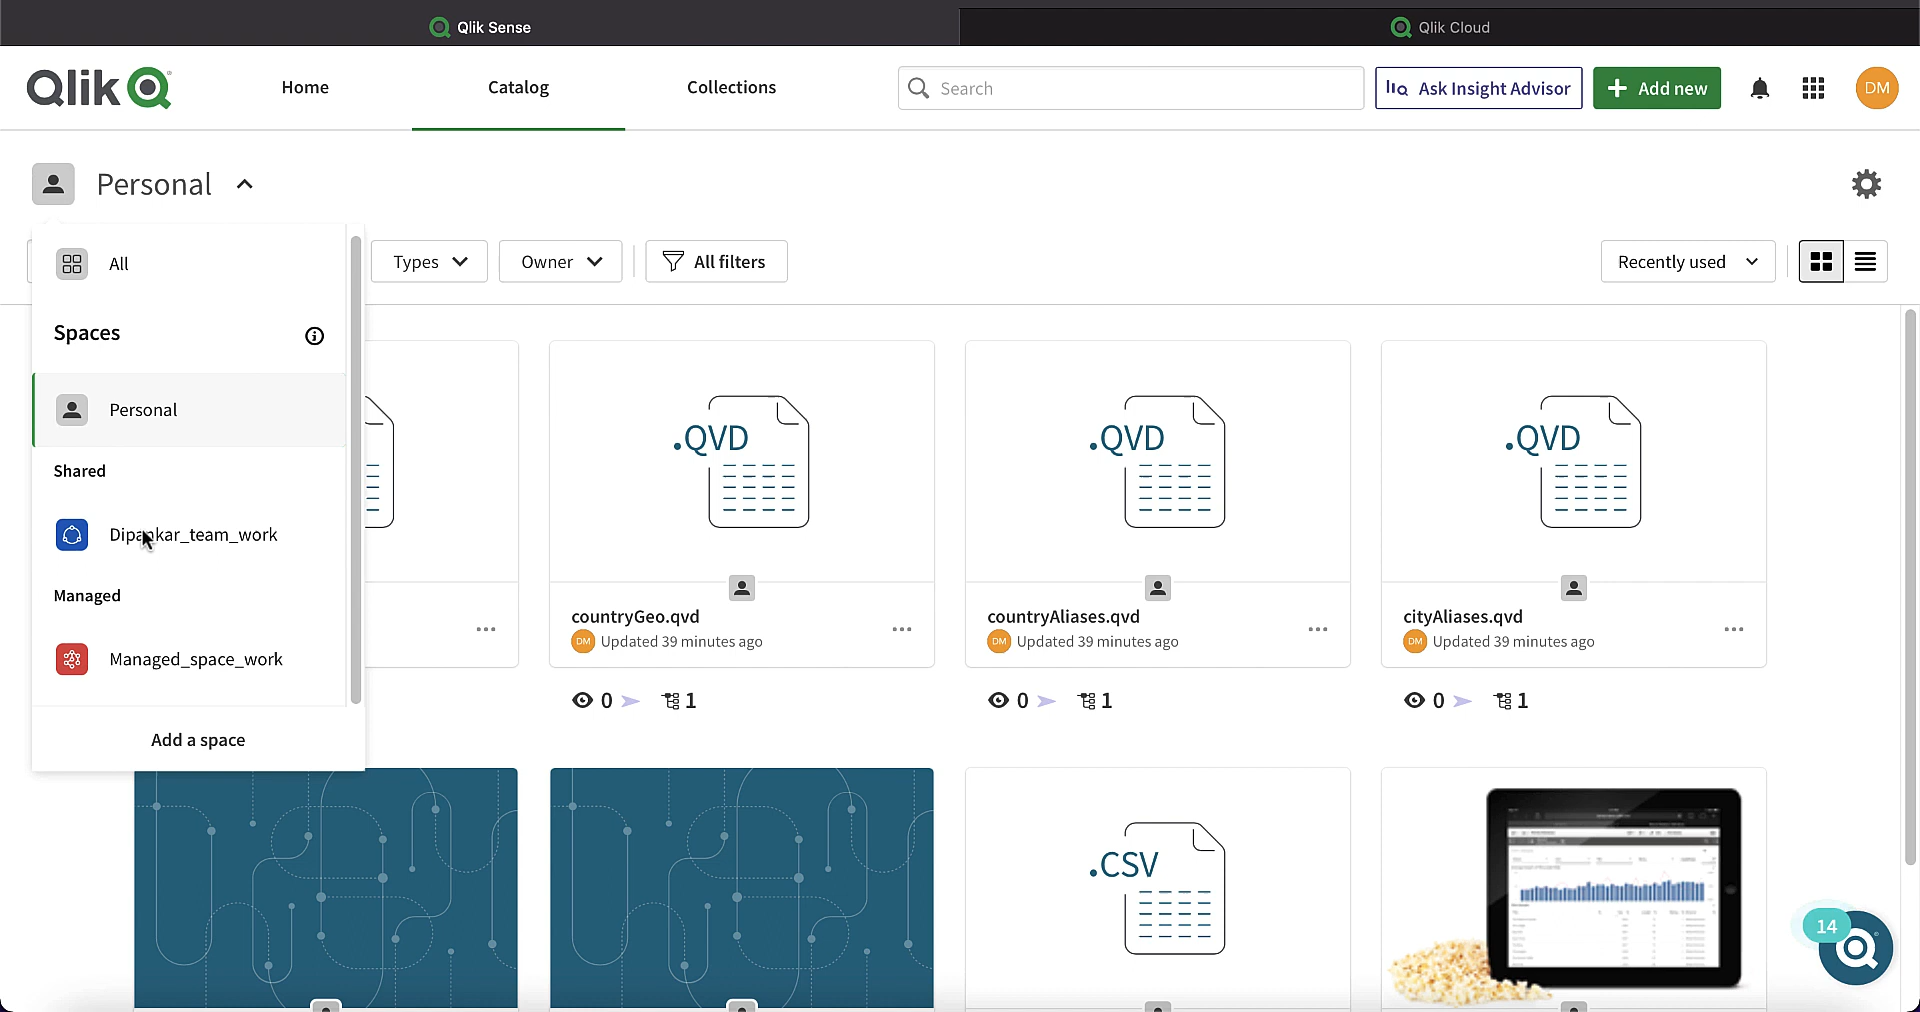 Qlik Sense
Qlik Cloud
Qlik
Home
Catalog
Collections
Search
Ask Insight Advisor
Add new
DM
Personal
All
Types
Owner
All filters
Recently used
Spaces
Personal
Shared
Dipankar_team_work
Managed
Managed_space_work
Add a space
.QVD
.QVD
.QVD
countryGeo.qvd
DM Updated 39 minutes ago
countryAliases.qvd
DM Updated 39 minutes ago
cityAliases.qvd
DM Updated 39 minutes ago
0 1
0 1
0 1
.CSV
14